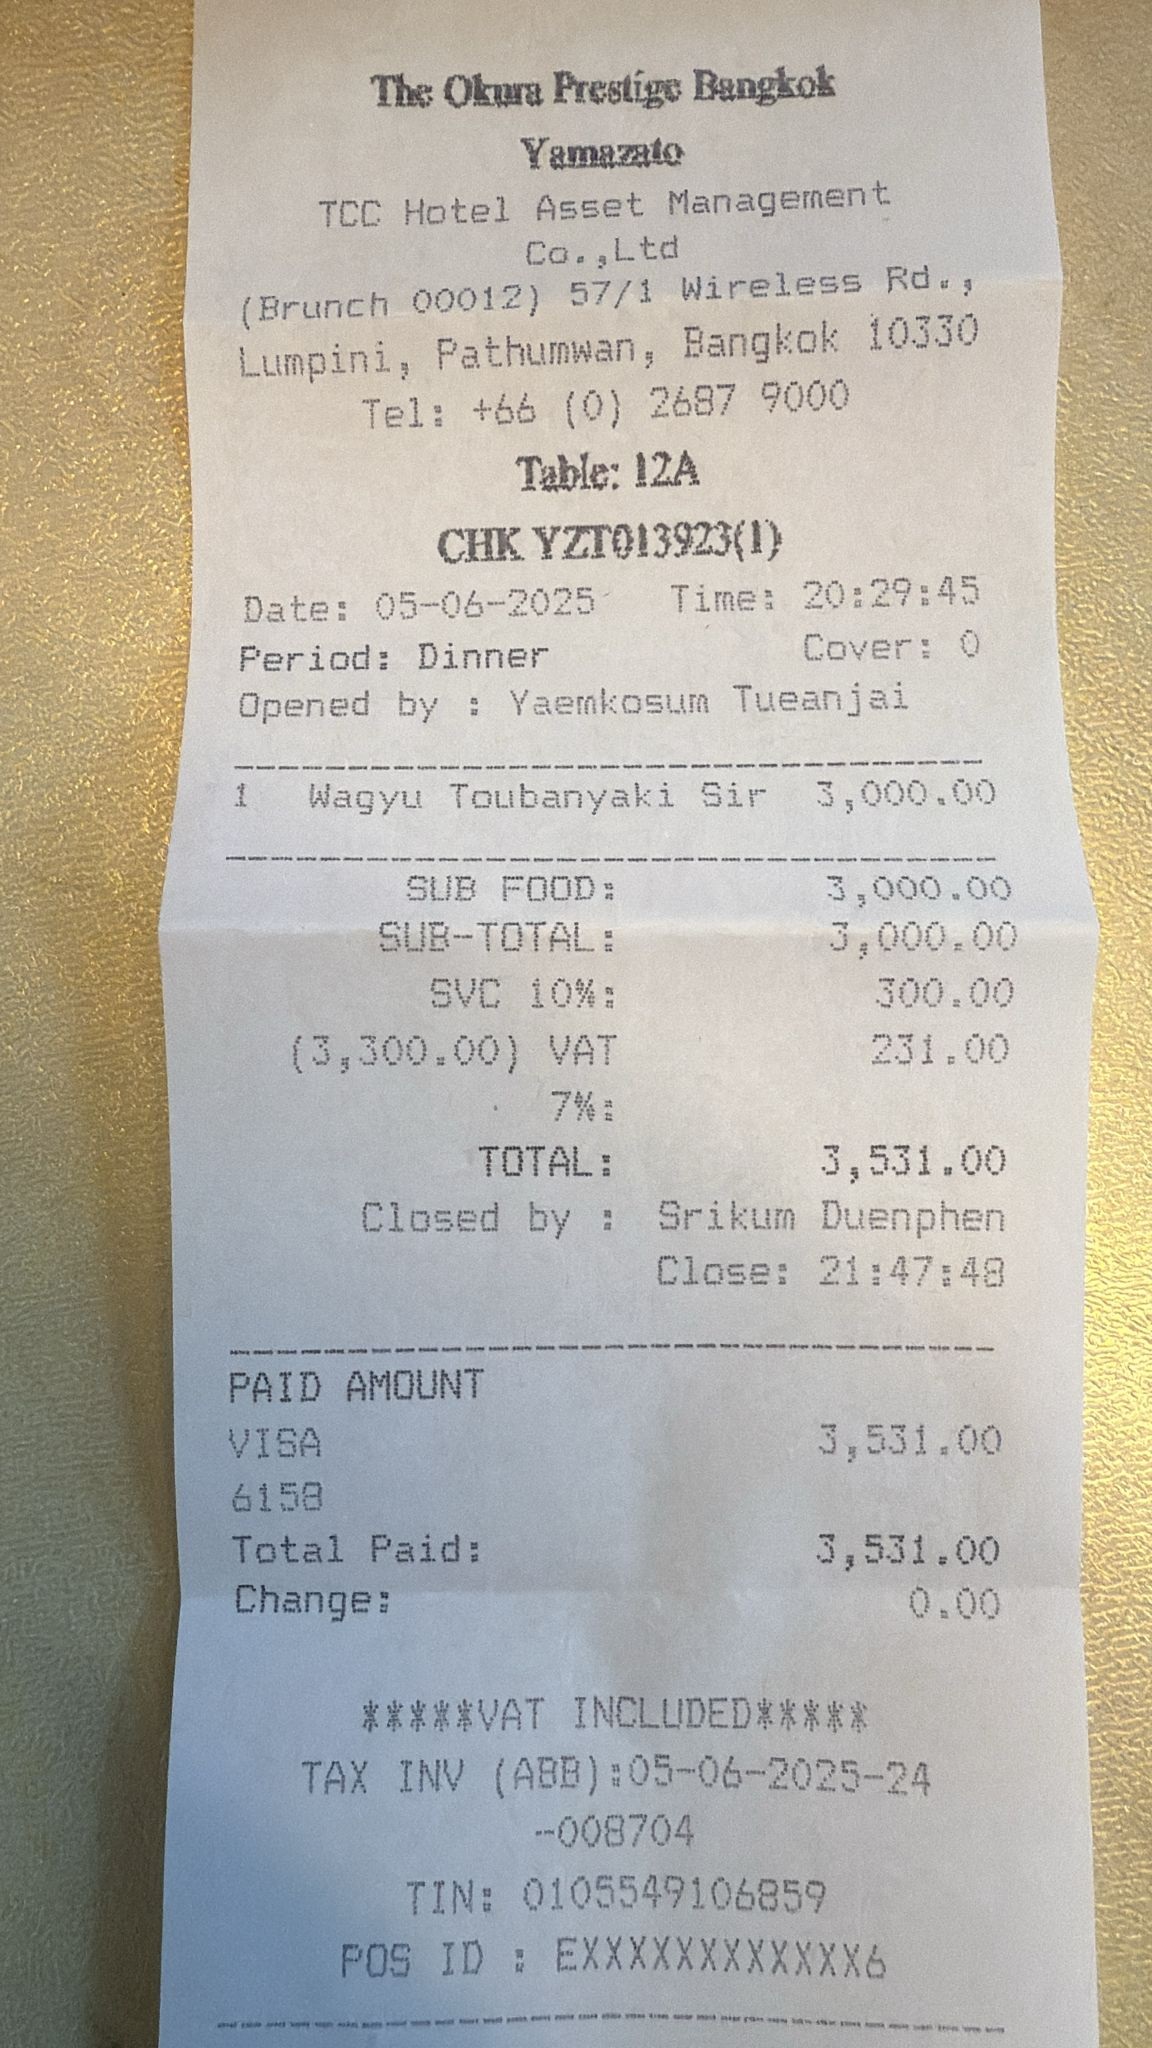 The Okura Prestige Bangkok
Yamazato
TCC Hotel Asset Management
Co.,Ltd
(Brunch 00012) 57/1 Wireless Rd.,
Lumpini, Pathumwan, Bangkok 10330
Tel: +66 (0) 2687 9000
Table: 12A
CHK YZT013923(1)
Date: 05-06-2025 Time: 20:29:45
Period: Dinner Cover: 0
Opened by : Yaemkosum Tueanjai
1 Wagyu Toubanyaki Sir 3,000.00
SUB FOOD: 3,000.00
SUB-TOTAL: 3,000.00
SVC 10%: 300.00
(3,300.00) VAT 231.00
7%:
TOTAL: 3,531.00
Closed by : Srikum Duenphen
Close: 21:47:48
PAID AMOUNT
VISA 3,531.00
6158
Total Paid: 3,531.00
Change: 0.00
*****VAT INCLUDED*****
TAX INV (ABB):05-06-2025-24
-008704
TIN: 0105549106859
POS ID : EXXXXXXXXXXXXX6